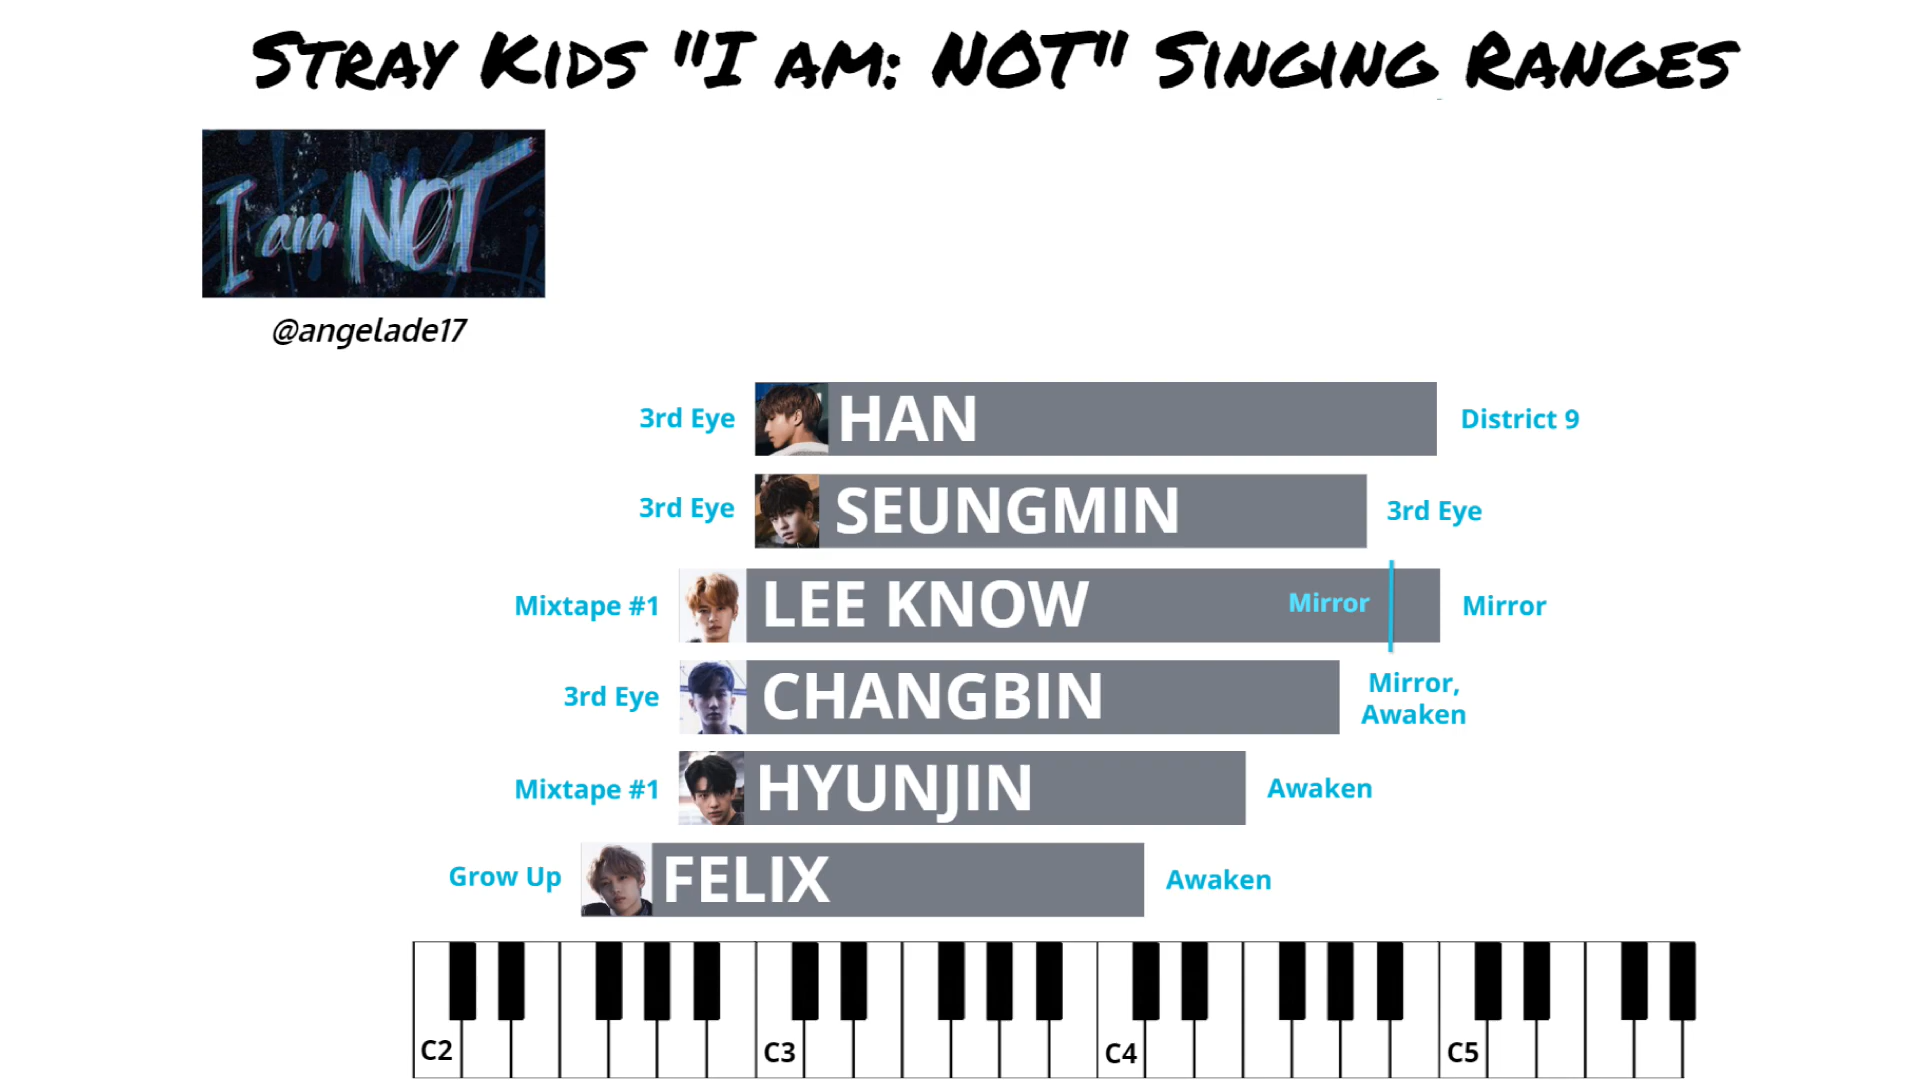 STRAY KIDS "I AM: NOT" SINGING RANGES
I am NOT
@angelade17
3rd Eye HAN District 9
3rd Eye SEUNGMIN 3rd Eye
Mixtape #1 LEE KNOW Mirror Mirror
3rd Eye CHANGBIN Mirror,
Awaken
Mixtape #1 HYUNJIN Awaken
Grow Up FELIX Awaken
C2 C3 C4 C5